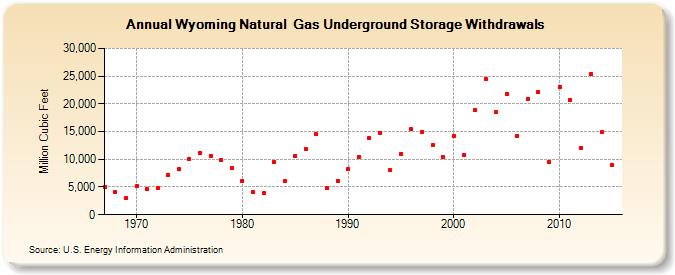 Annual Wyoming Natural Gas Underground Storage Withdrawals
Million Cubic Feet
30,000
25,000
20,000
15,000
10,000
5,000
0
1970 1980 1990 2000 2010
Source: U.S. Energy Information Administration